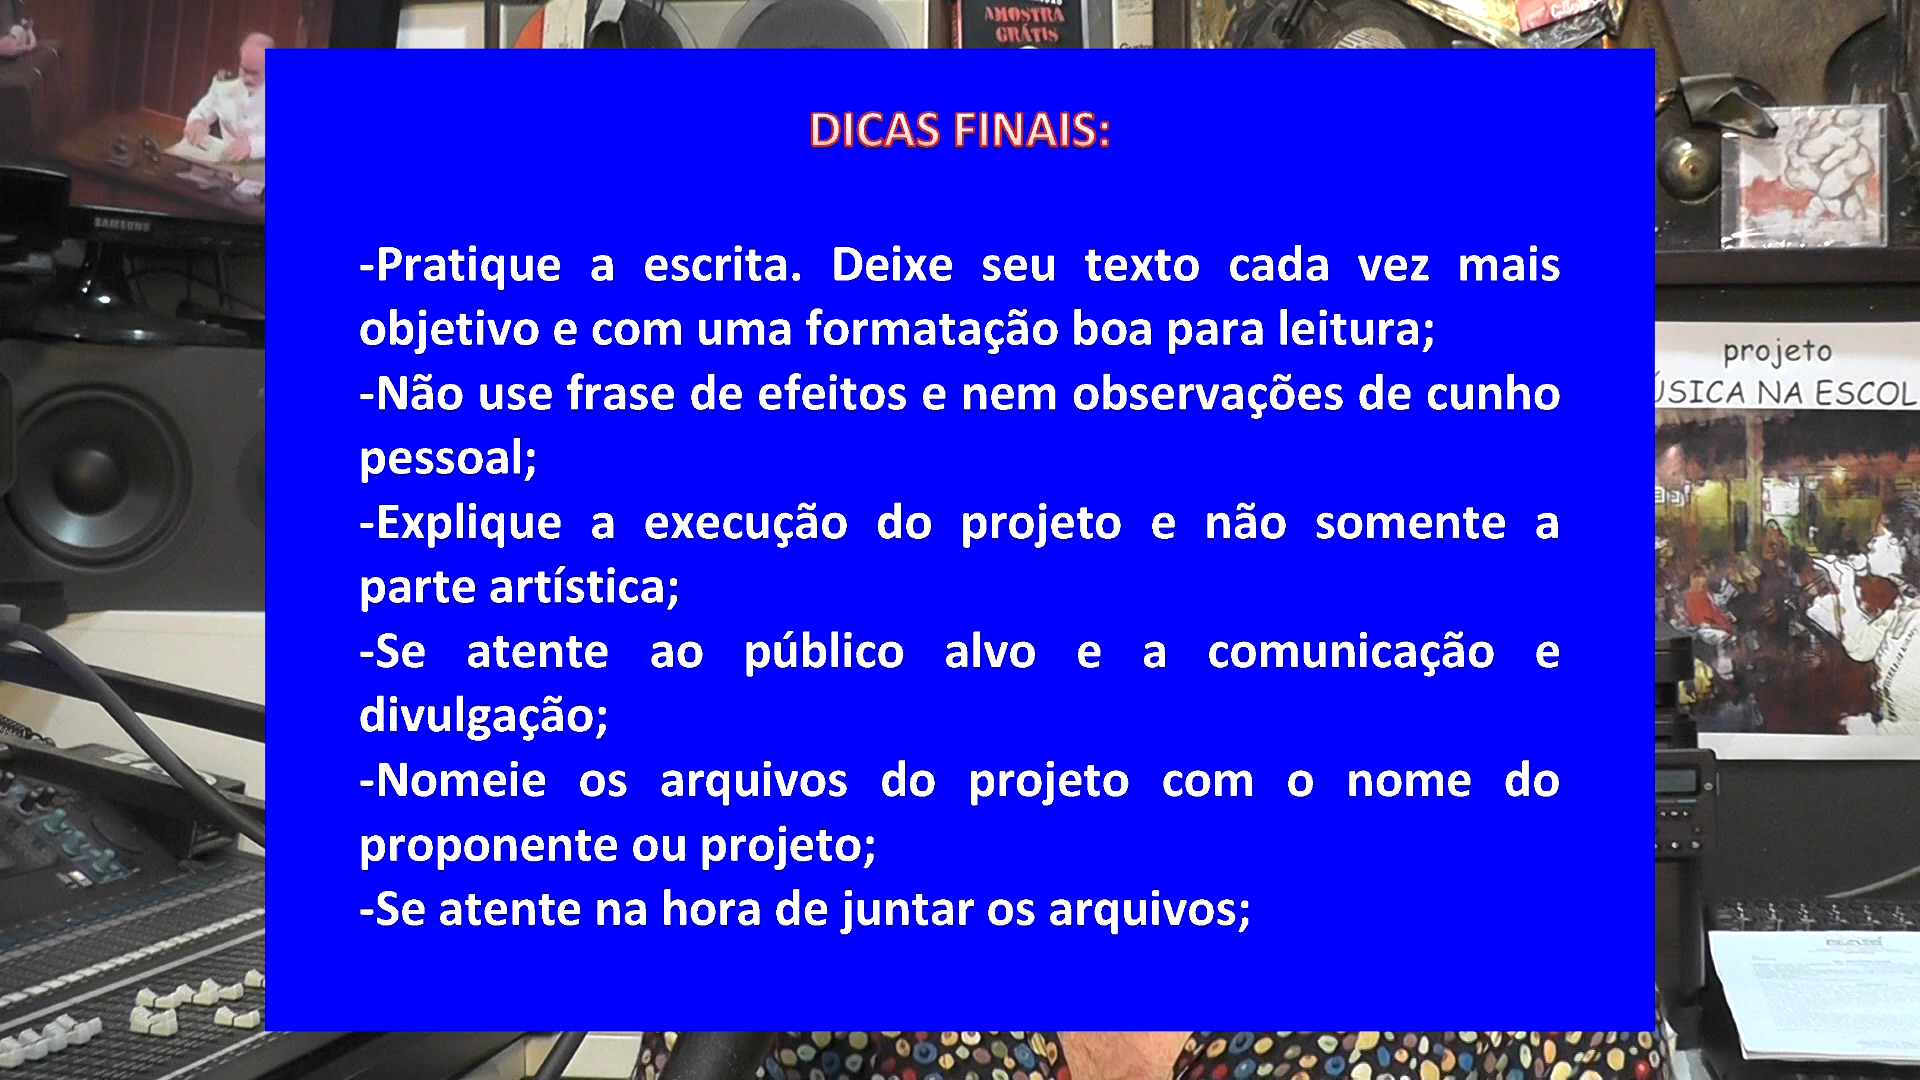 AMOSTRA
GRÁTIS
DICAS FINAIS:
SAMSUNG
-Pratique a escrita. Deixe seu texto cada vez mais
objetivo e com uma formatação boa para leitura;
projeto
ÚSICA NA ESCOL
-Não use frase de efeitos e nem observações de cunho
pessoal;
-Explique a execução do projeto e não somente a
parte artística;
-Se atente ao público alvo e a comunicação e
divulgação;
-Nomeie os arquivos do projeto com o nome do
proponente ou projeto;
-Se atente na hora de juntar os arquivos;